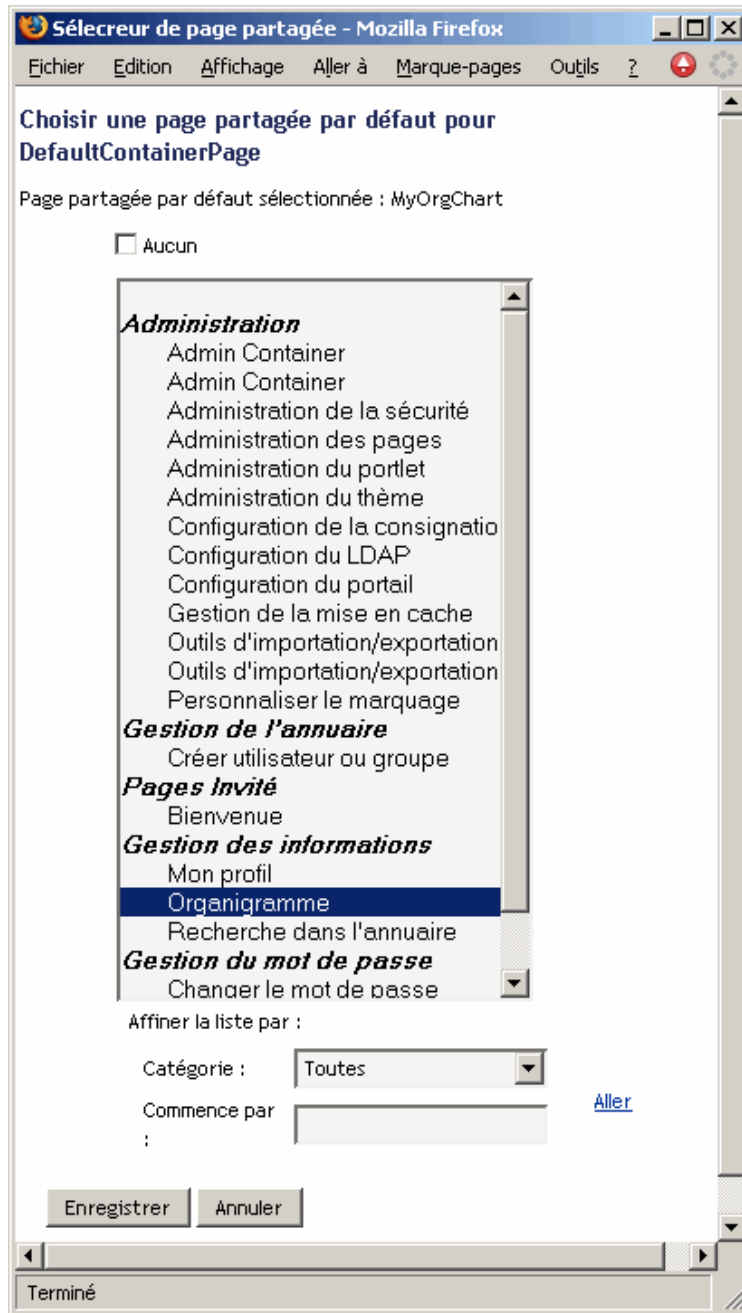 Sélecreur de page partagée - Mozilla Firefox
Fichier Edition Affichage Aller à Marque-pages Outils ?
Choisir une page partagée par défaut pour
DefaultContainerPage
Page partagée par défaut sélectionnée : MyOrgChart
Aucun
Administration
Admin Container
Admin Container
Administration de la sécurité
Administration des pages
Administration du portlet
Administration du thème
Configuration de la consignatio
Configuration du LDAP
Configuration du portail
Gestion de la mise en cache
Outils d'importation/exportation
Outils d'importation/exportation
Personnaliser le marquage
Gestion de l'annuaire
Créer utilisateur ou groupe
Pages Invité
Bienvenue
Gestion des informations
Mon profil
Organigramme
Recherche dans l'annuaire
Gestion du mot de passe
Changer le mot de passe
Affiner la liste par :
Catégorie : Toutes
Commence par
:
Aller
Enregistrer Annuler
Terminé